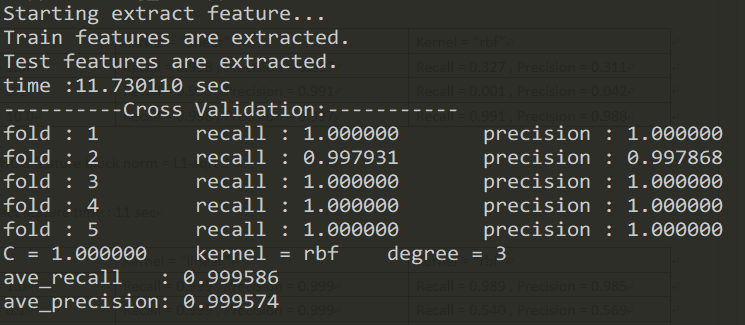 Starting extract feature...
Train features are extracted.
Test features are extracted.
time :11.730110 sec
----------Cross Validation:-----------
fold : 1 recall : 1.000000 precision : 1.000000
fold : 2 recall : 0.997931 precision : 0.997868
fold : 3 recall : 1.000000 precision : 1.000000
fold : 4 recall : 1.000000 precision : 1.000000
fold : 5 recall : 1.000000 precision : 1.000000
C = 1.000000 kernel = rbf degree = 3
ave_recall : 0.999586
ave_precision: 0.999574